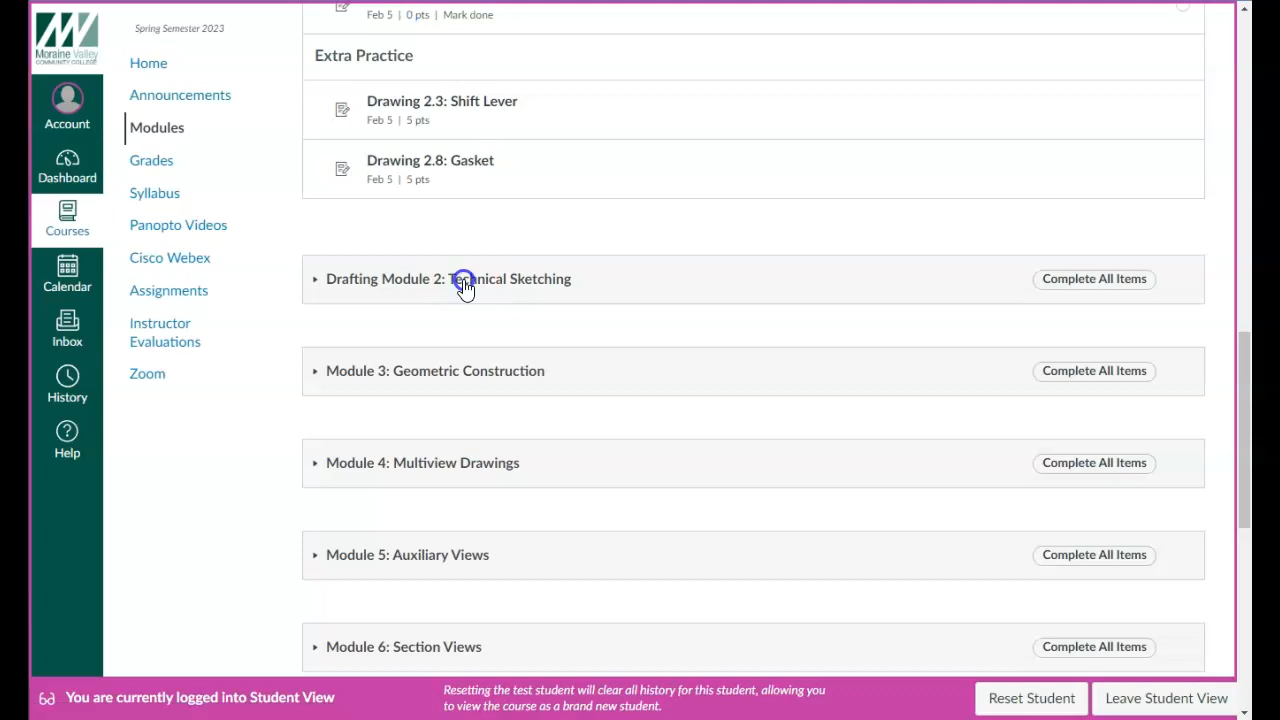 Moraine Valley
COMMUNITY COLLEGE
Account
Dashboard
Courses
Calendar
Inbox
History
Help
Spring Semester 2023
Home
Announcements
Modules
Grades
Syllabus
Panopto Videos
Cisco Webex
Assignments
Instructor
Evaluations
Zoom
Feb 5 | 0 pts | Mark done
Extra Practice
Drawing 2.3: Shift Lever
Feb 5 | 5 pts
Drawing 2.8: Gasket
Feb 5 | 5 pts
Drafting Module 2: Technical Sketching
Complete All Items
Module 3: Geometric Construction
Complete All Items
Module 4: Multiview Drawings
Complete All Items
Module 5: Auxiliary Views
Complete All Items
Module 6: Section Views
Complete All Items
You are currently logged into Student View
Resetting the test student will clear all history for this student, allowing you
to view the course as a brand new student.
Reset Student
Leave Student View